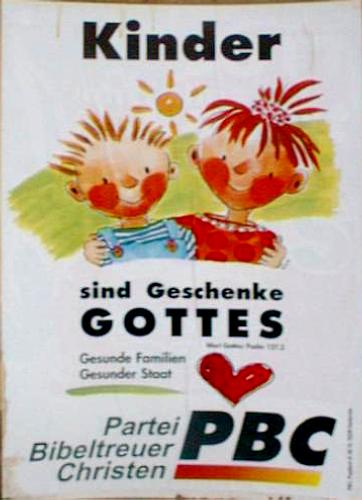 Kinder
sind Geschenke
GOTTES
Gesunde Familien
Gesunder Staat
Partei
Bibeltreuer
Christen
PBC